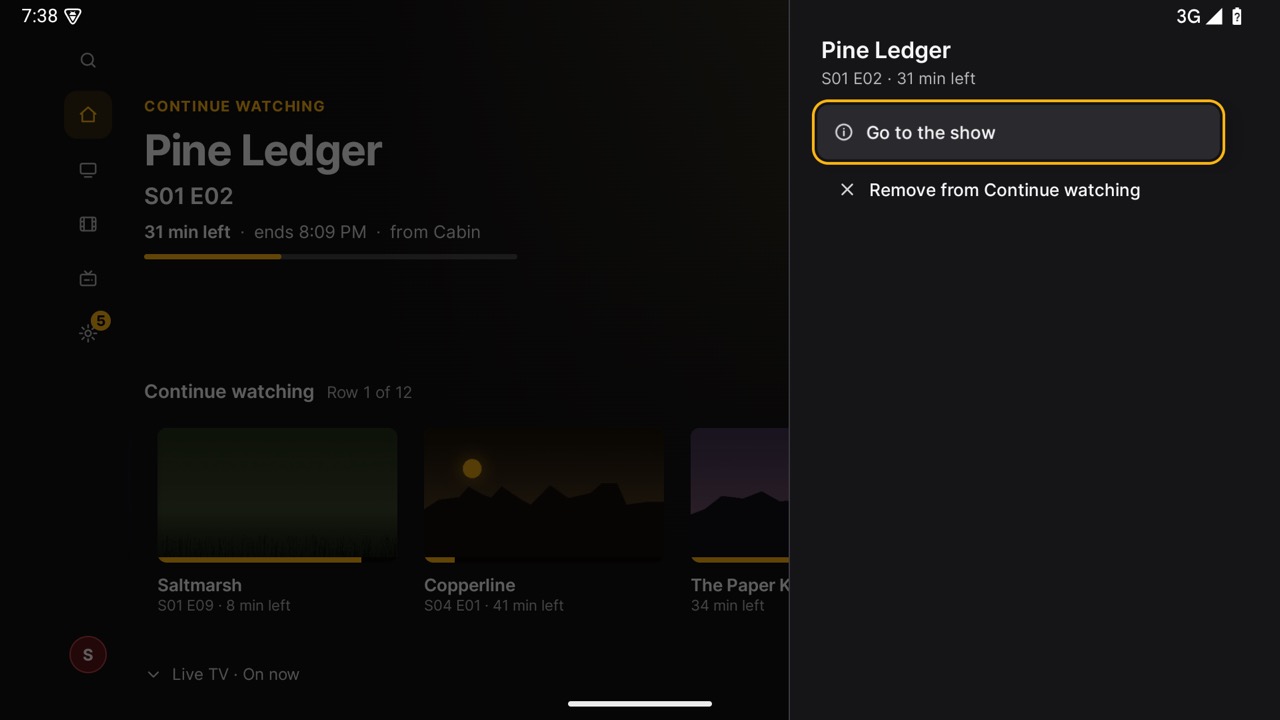 7:38
3G
CONTINUE WATCHING
Pine Ledger
S01 E02
31 min left · ends 8:09 PM · from Cabin
5
Continue watching Row 1 of 12
Saltmarsh
S01 E09 · 8 min left
Copperline
S04 E01 · 41 min left
The Paper K
34 min left
S
Live TV · On now
Pine Ledger
S01 E02 · 31 min left
Go to the show
Remove from Continue watching